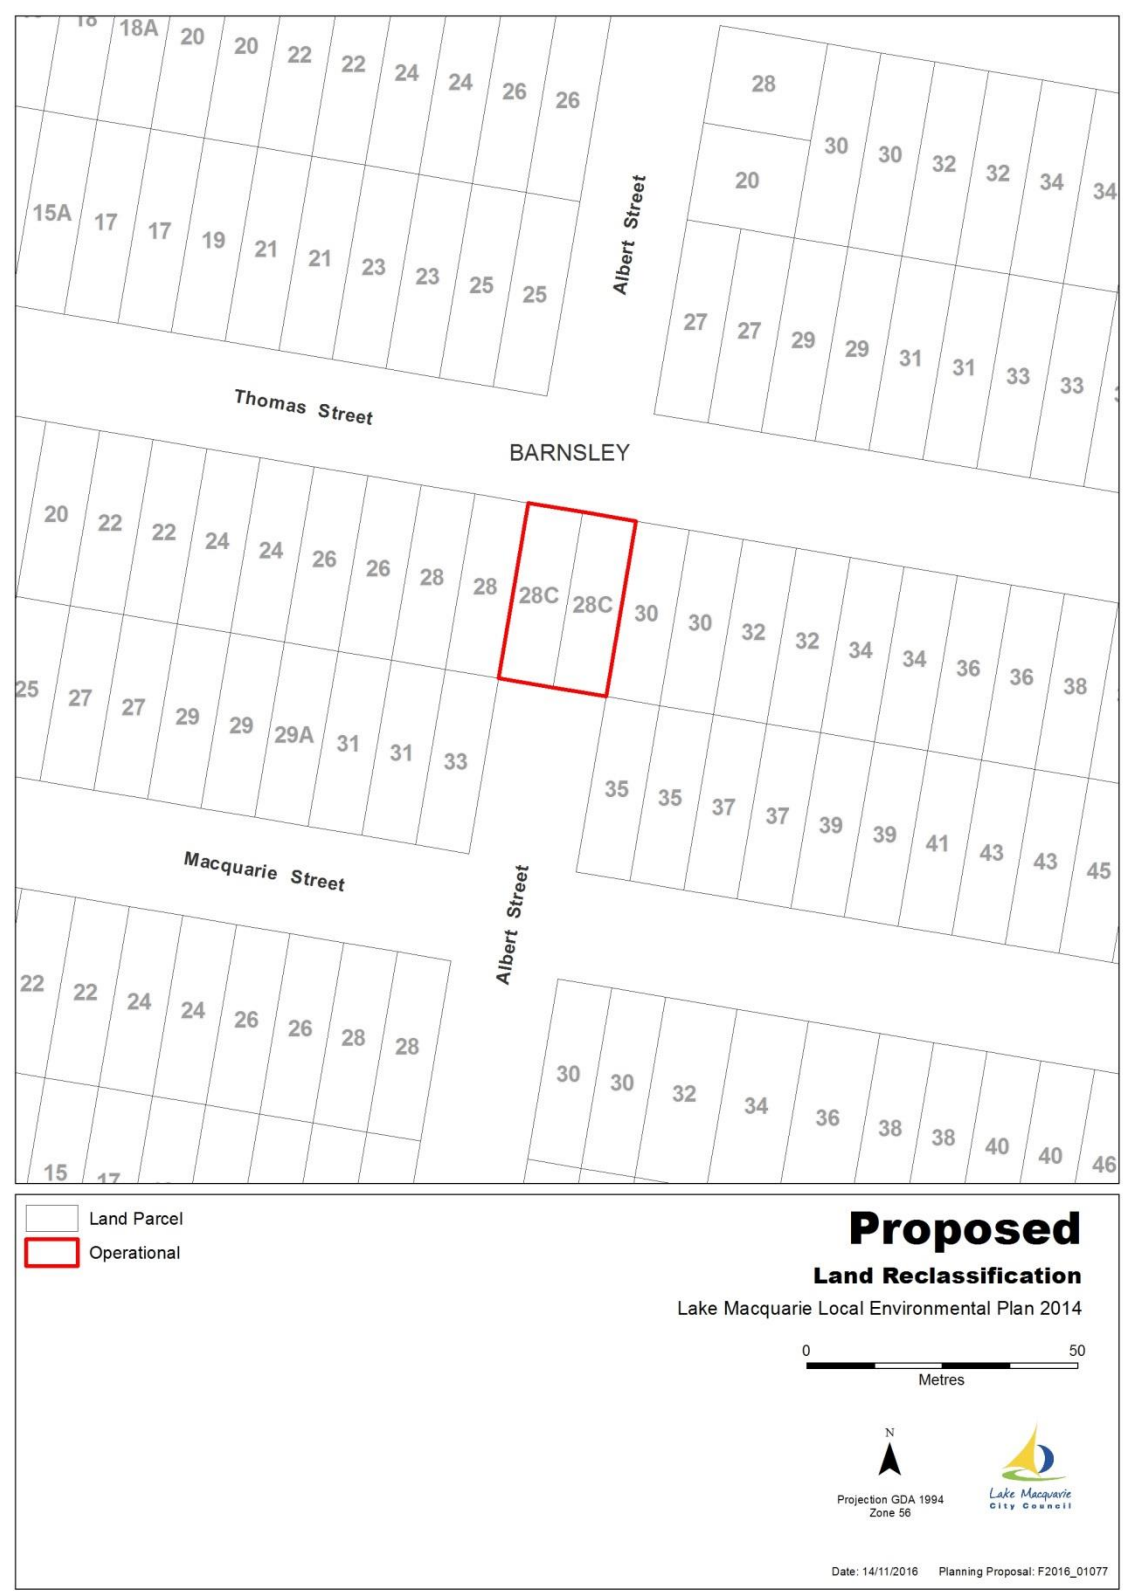 18 18A 20 20 22 22 24 24 26 26
28
30 30 32 32 34 34
20
15A 17 17 19 21 21 23 23 25 25
Albert Street
27 27 29 29 31 31 33 33
Thomas Street
BARNSLEY
20 22 22 24 24 26 26 28 28 28C 28C 30 30 32 32 34 34 36 36 38
25 27 27 29 29 29A 31 31 33
35 35 37 37 39 39 41 43 43 45
Macquarie Street
Albert Street
22 22 24 24 26 26 28 28
30 30 32 34 36 38 38 40 40 46
15 17
Land Parcel
Operational
Proposed
Land Reclassification
Lake Macquarie Local Environmental Plan 2014
0 50
Metres
N
Projection GDA 1994
Zone 56
Lake Macquarie
City Council
Date: 14/11/2016 Planning Proposal: F2016_01077